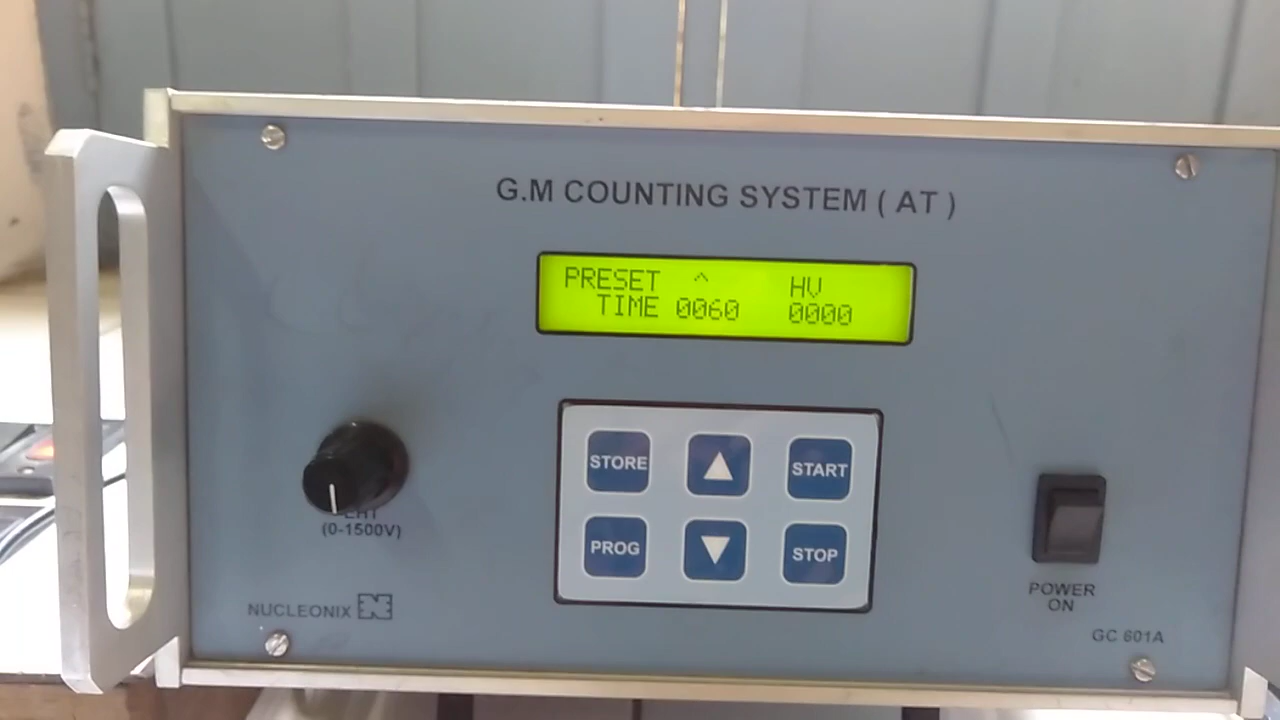 G.M COUNTING SYSTEM ( AT )
PRESET ^ HV
TIME 0060 0000
STORE
START
PROG
STOP
EHT
(0-1500V)
NUCLEONIX N
POWER
ON
GC 601A